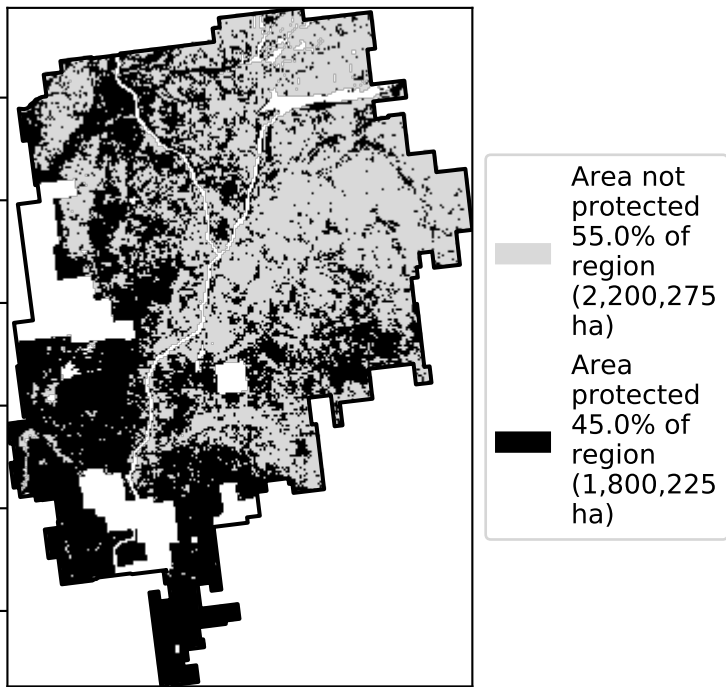 Area not
protected
55.0% of
region
(2,200,275
ha)
Area
protected
45.0% of
region
(1,800,225
ha)